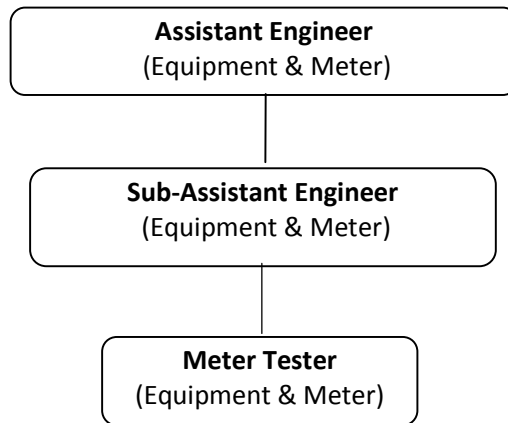 Assistant Engineer
(Equipment & Meter)
Sub-Assistant Engineer
(Equipment & Meter)
Meter Tester
(Equipment & Meter)